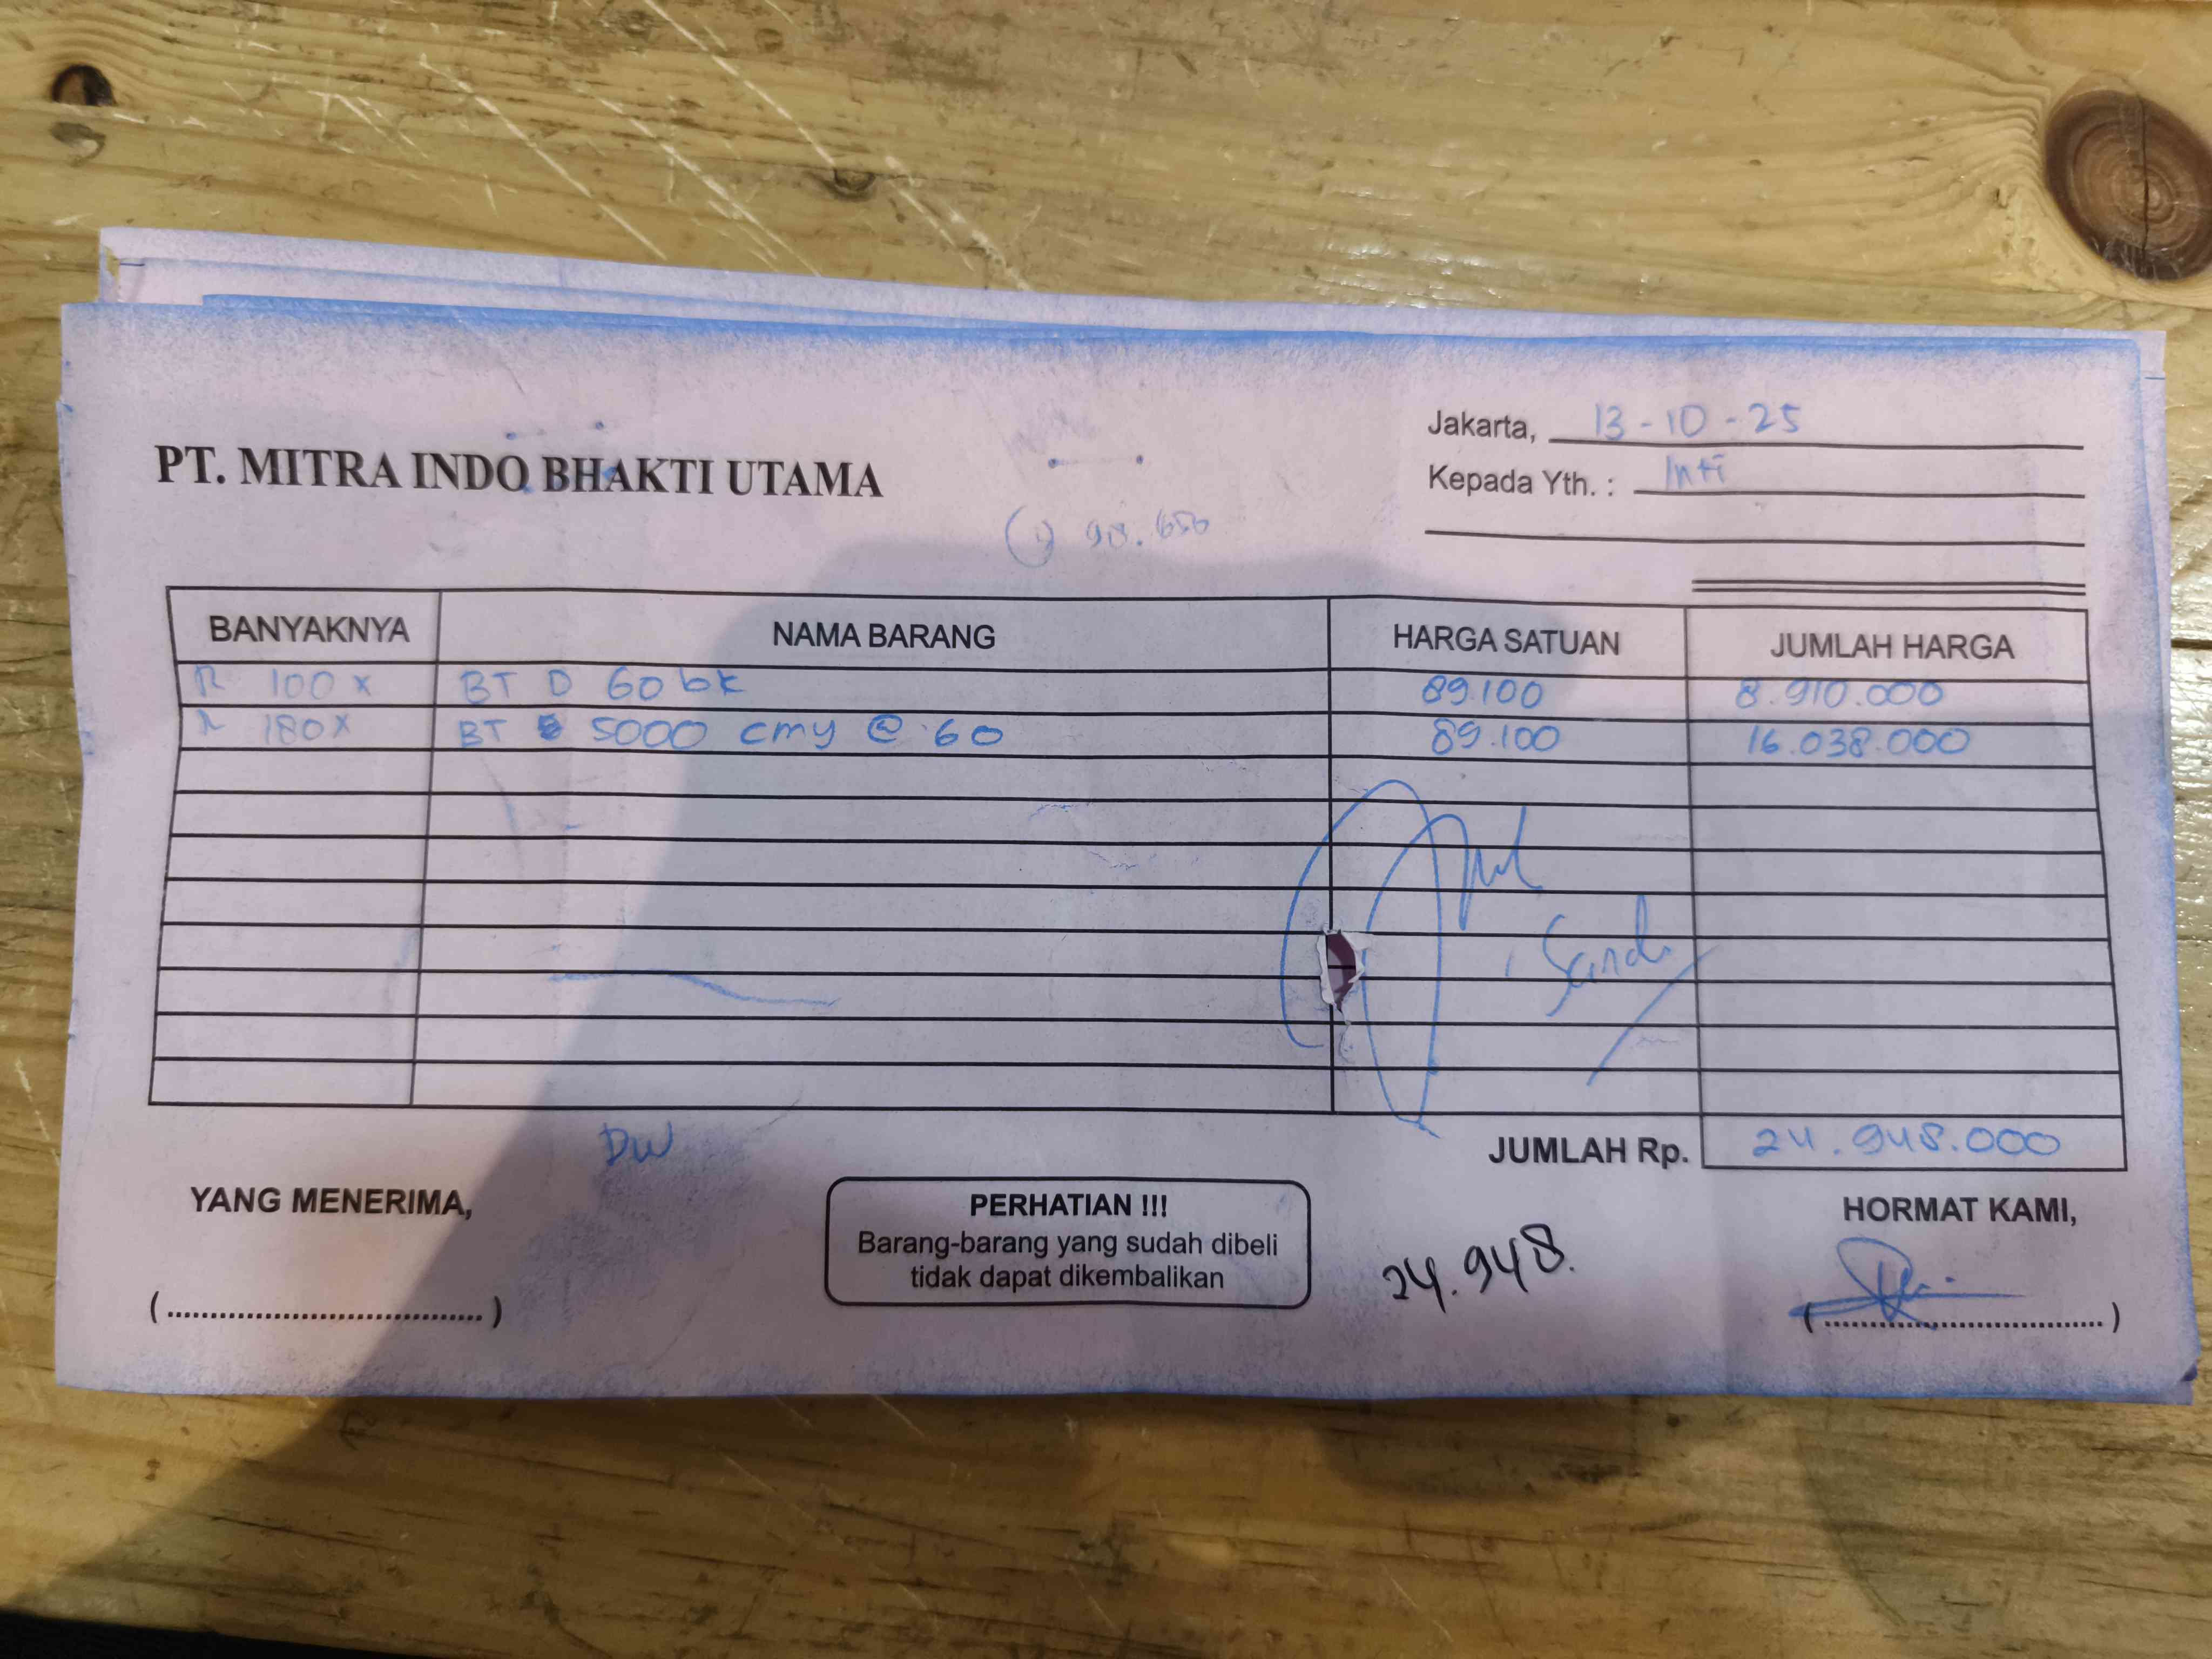 Jakarta, 13-10-25
PT. MITRA INDO BHAKTI UTAMA
Kepada Yth. : Inti
98.650
BANYAKNYA NAMA BARANG HARGA SATUAN JUMLAH HARGA
100 x BT D 60 bk 89.100 8.910.000
180 x BT 5000 cmy @ 60 89.100 16.038.000
DW
JUMLAH Rp. 24.948.000
YANG MENERIMA,
PERHATIAN !!!
Barang-barang yang sudah dibeli
tidak dapat dikembalikan
24.948.
HORMAT KAMI,
(....................................)
(....................................)